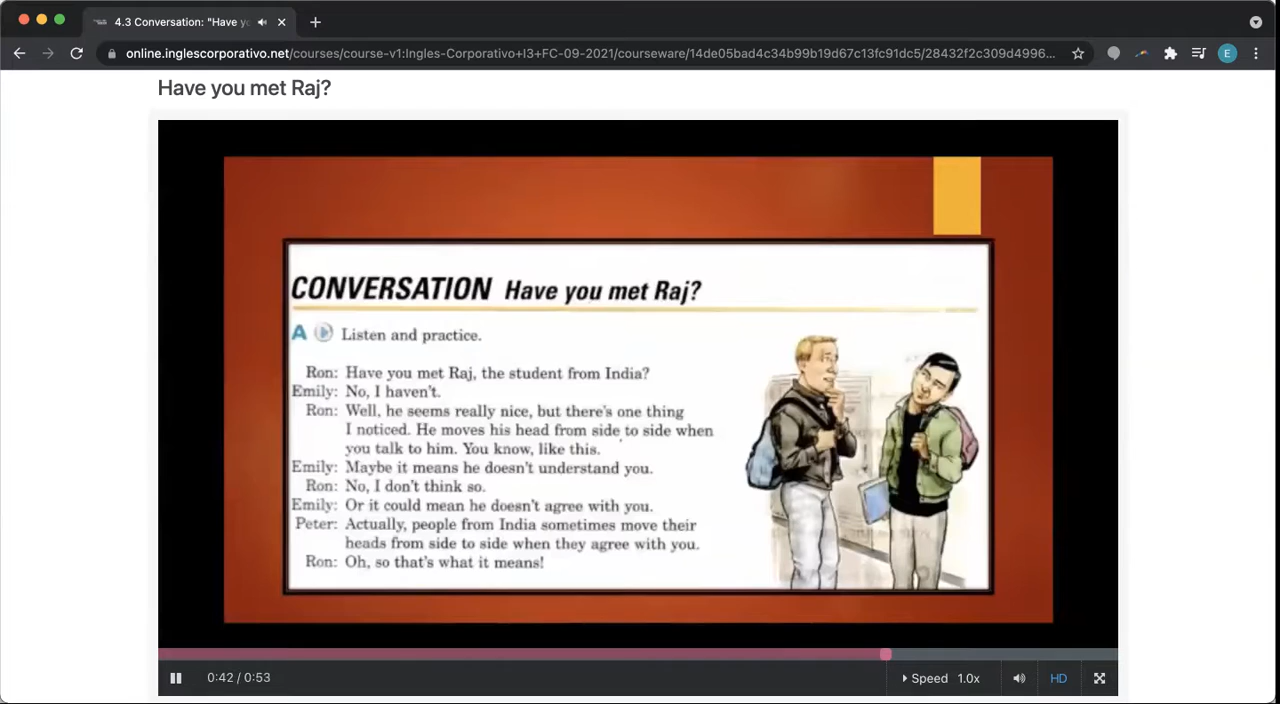 4.3 Conversation: "Have yo
online.inglescorporativo.net/courses/course-v1:Ingles-Corporativo+I3+FC-09-2021/courseware/14de05bad4c34b99b19d67c13fc91dc5/28432f2c309d4996...
E
Have you met Raj?
CONVERSATION Have you met Raj?
A Listen and practice.
Ron: Have you met Raj, the student from India?
Emily: No, I haven't.
Ron: Well, he seems really nice, but there's one thing
I noticed. He moves his head from side to side when
you talk to him. You know, like this.
Emily: Maybe it means he doesn't understand you.
Ron: No, I don't think so.
Emily: Or it could mean he doesn't agree with you.
Peter: Actually, people from India sometimes move their
heads from side to side when they agree with you.
Ron: Oh, so that's what it means!
0:42 / 0:53 Speed 1.0x HD